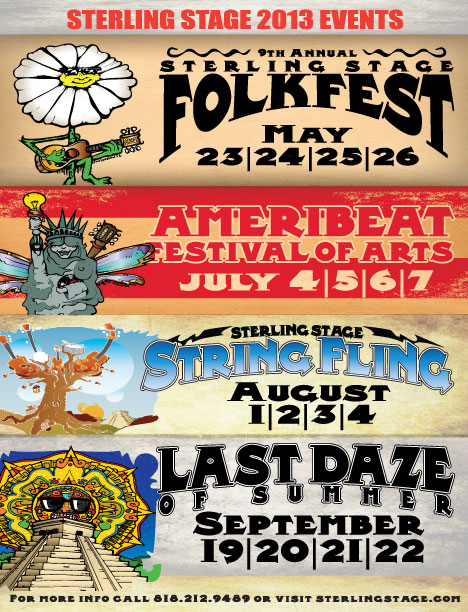 STERLING STAGE 2013 EVENTS
9TH ANNUAL
STERLING STAGE
FOLKFEST
MAY
23|24|25|26
AMERIBEAT
FESTIVAL OF ARTS
JULY 4|5|6|7
STERLING STAGE
STRING FLING
AUGUST
1|2|3|4
LAST DAZE
OF SUMMER
SEPTEMBER
19|20|21|22
FOR MORE INFO CALL 818.212.9489 OR VISIT STERLINGSTAGE.COM